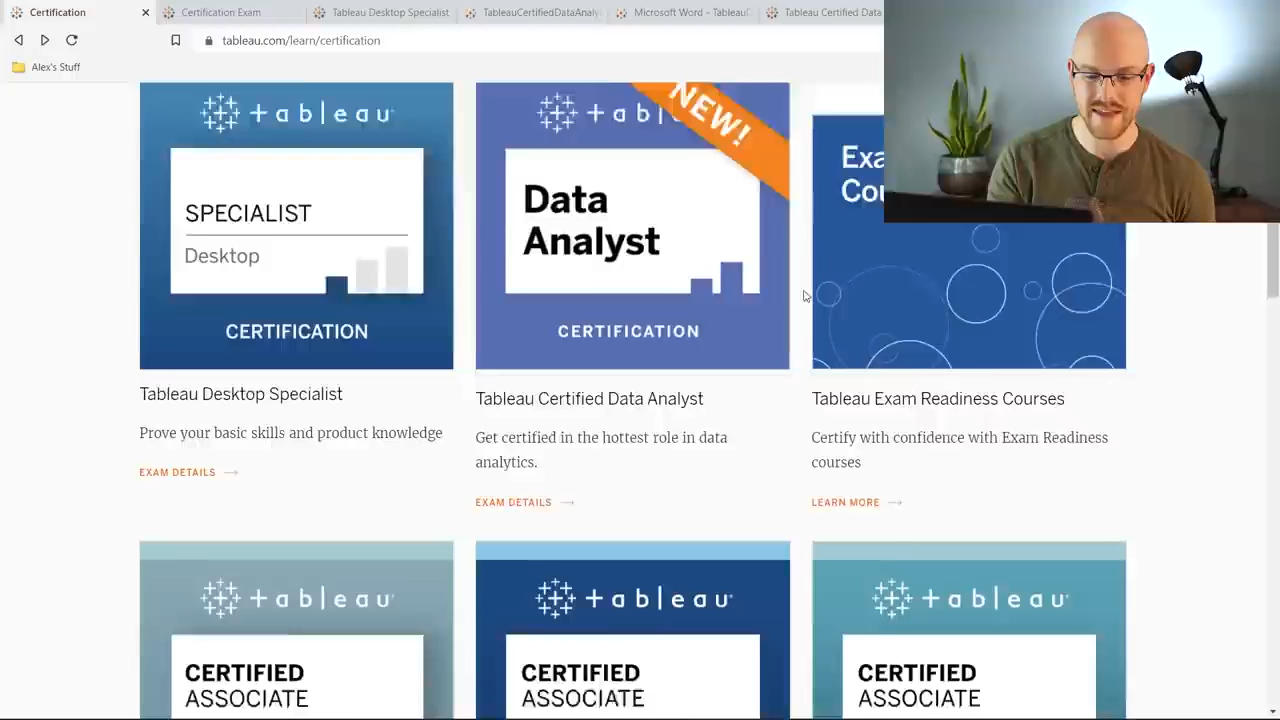 Certification
Certification Exam
Tableau Desktop Specialist
TableauCertifiedDataAnaly
Microsoft Word - Tableau
Tableau Certified Data
tableau.com/learn/certification
Alex's Stuff
+ a b | e a u
SPECIALIST
Desktop
CERTIFICATION
Tableau Desktop Specialist
Prove your basic skills and product knowledge
EXAM DETAILS
+ a b |
NEW!
Data
Analyst
CERTIFICATION
Tableau Certified Data Analyst
Get certified in the hottest role in data
analytics.
EXAM DETAILS
Exa
Co
Tableau Exam Readiness Courses
Certify with confidence with Exam Readiness
courses
LEARN MORE
+ a b | e a u
CERTIFIED
ASSOCIATE
+ a b | e a u
CERTIFIED
ASSOCIATE
+ a b | e a u
CERTIFIED
ASSOCIATE